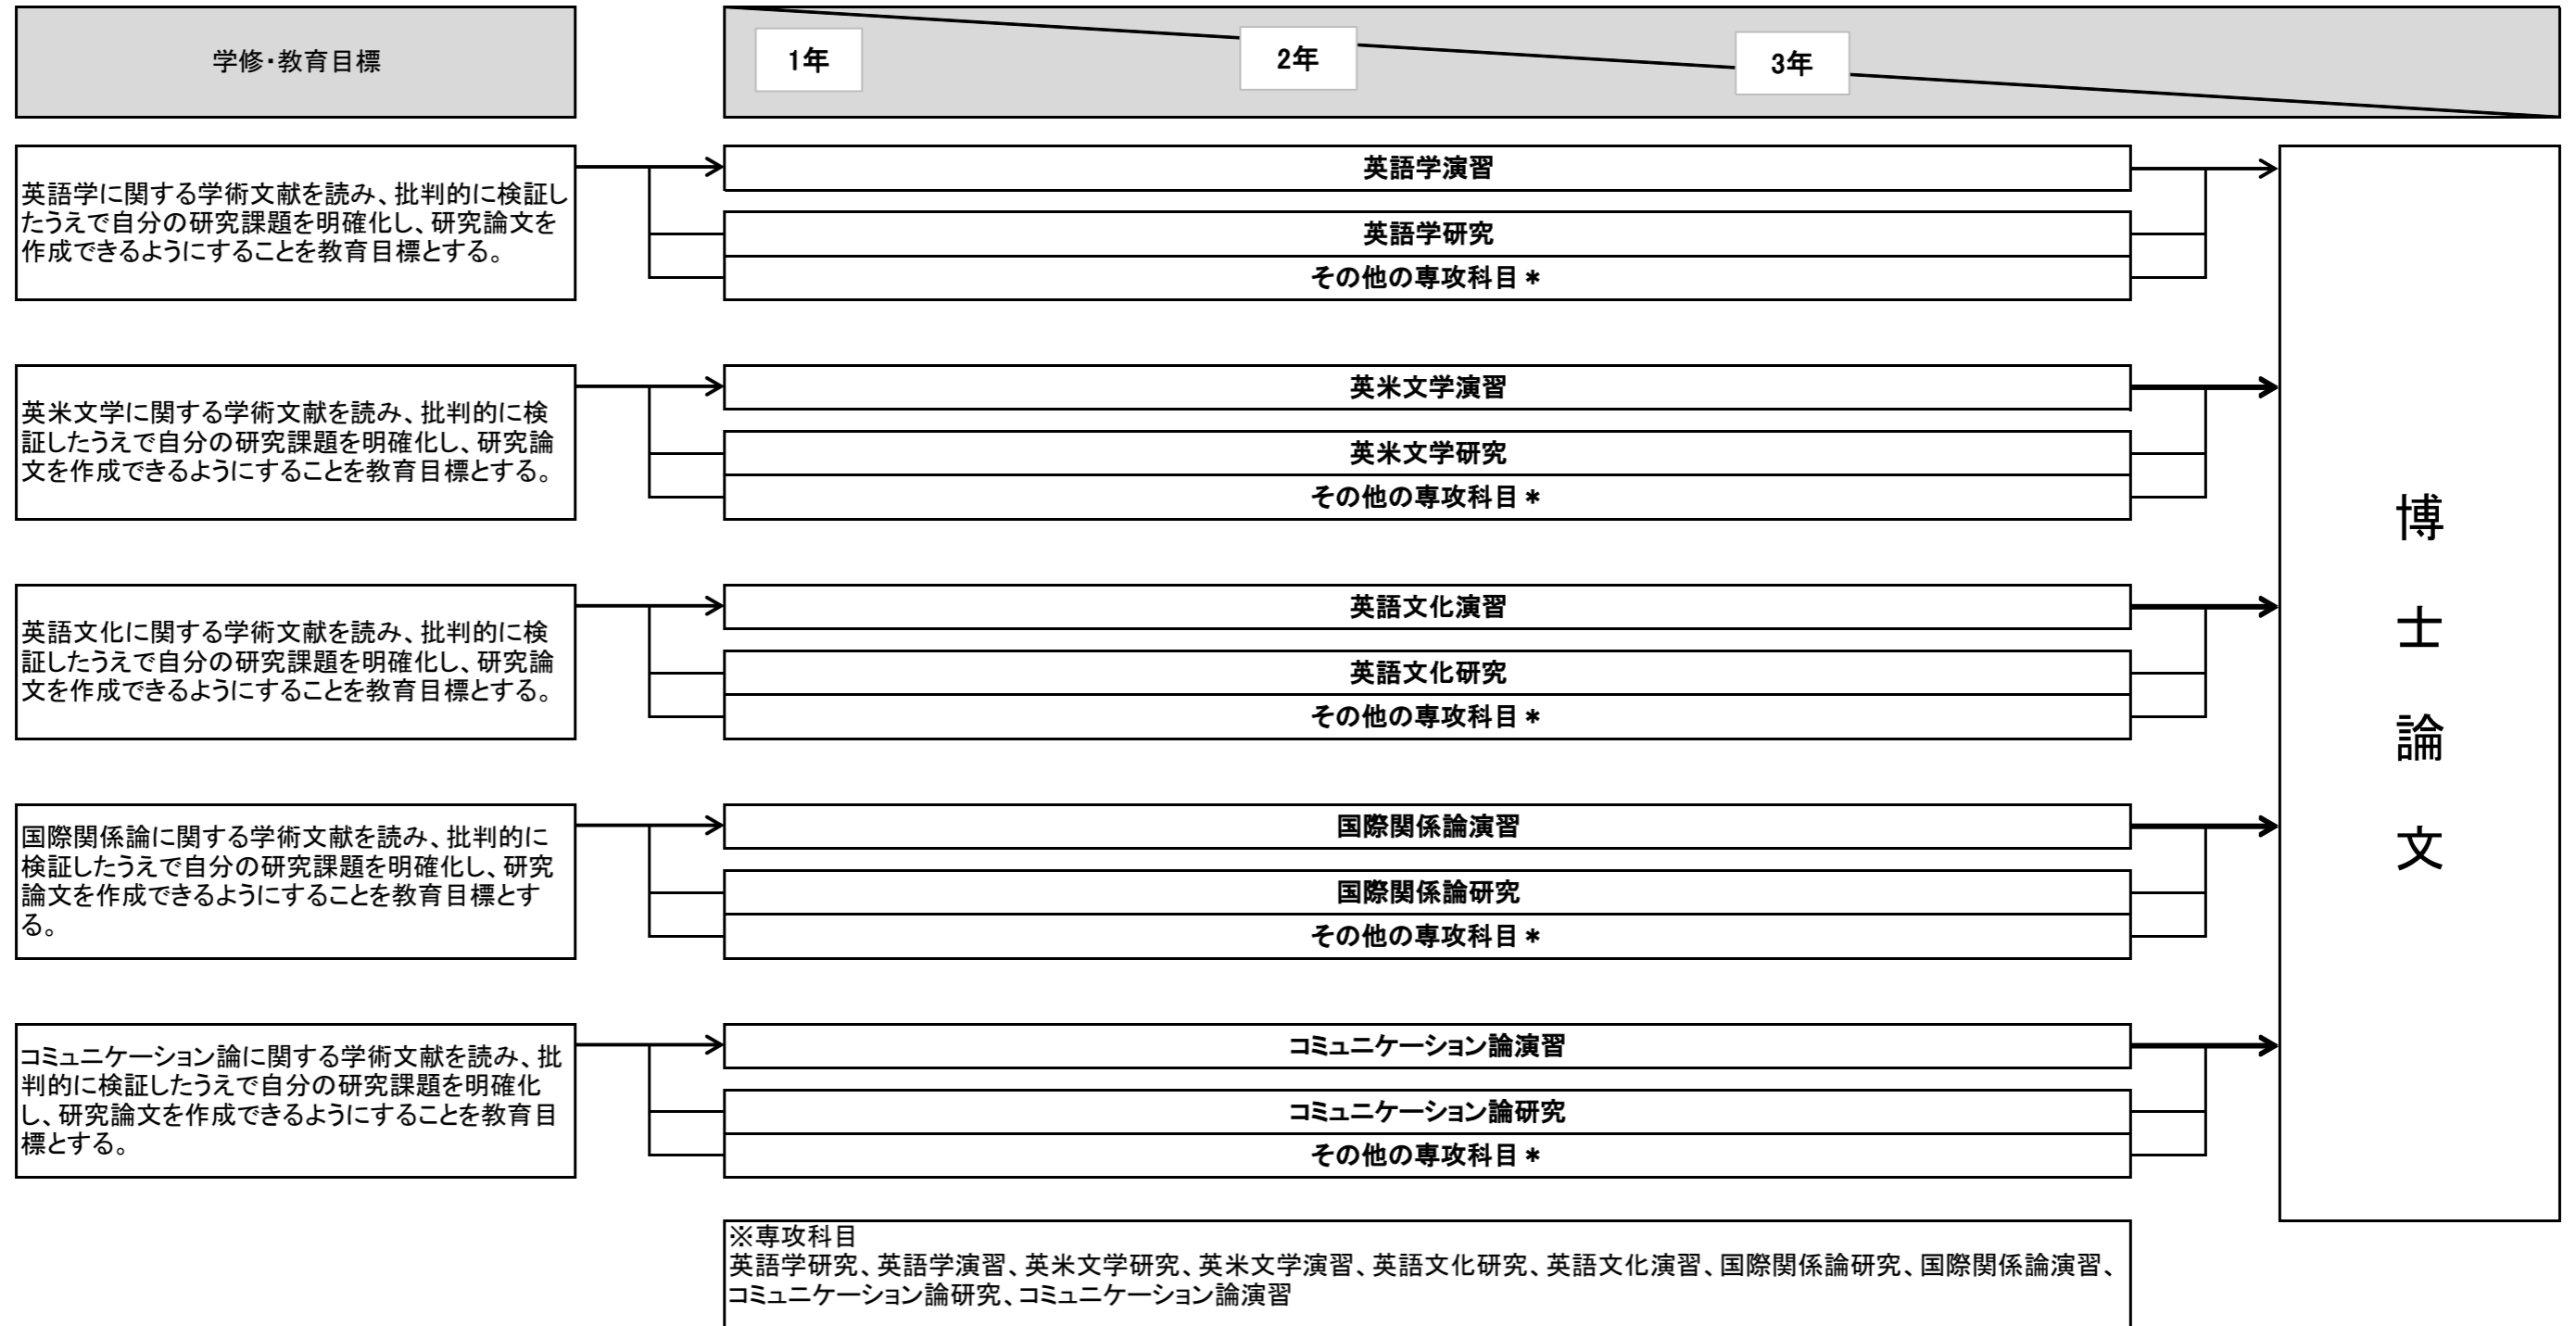 学修・教育目標
1年
2年
3年
英語学に関する学術文献を読み、批判的に検証し
たうえで自分の研究課題を明確化し、研究論文を
作成できるようにすることを教育目標とする。
英語学演習
英語学研究
その他の専攻科目＊
英米文学に関する学術文献を読み、批判的に検
証したうえで自分の研究課題を明確化し、研究論
文を作成できるようにすることを教育目標とする。
英米文学演習
英米文学研究
その他の専攻科目＊
英語文化に関する学術文献を読み、批判的に検
証したうえで自分の研究課題を明確化し、研究論
文を作成できるようにすることを教育目標とする。
英語文化演習
英語文化研究
その他の専攻科目＊
国際関係論に関する学術文献を読み、批判的に
検証したうえで自分の研究課題を明確化し、研究
論文を作成できるようにすることを教育目標とす
る。
国際関係論演習
国際関係論研究
その他の専攻科目＊
コミュニケーション論に関する学術文献を読み、批
判的に検証したうえで自分の研究課題を明確化
し、研究論文を作成できるようにすることを教育目
標とする。
コミュニケーション論演習
コミュニケーション論研究
その他の専攻科目＊
博士論文
※専攻科目
英語学研究、英語学演習、英米文学研究、英米文学演習、英語文化研究、英語文化演習、国際関係論研究、国際関係論演習、
コミュニケーション論研究、コミュニケーション論演習